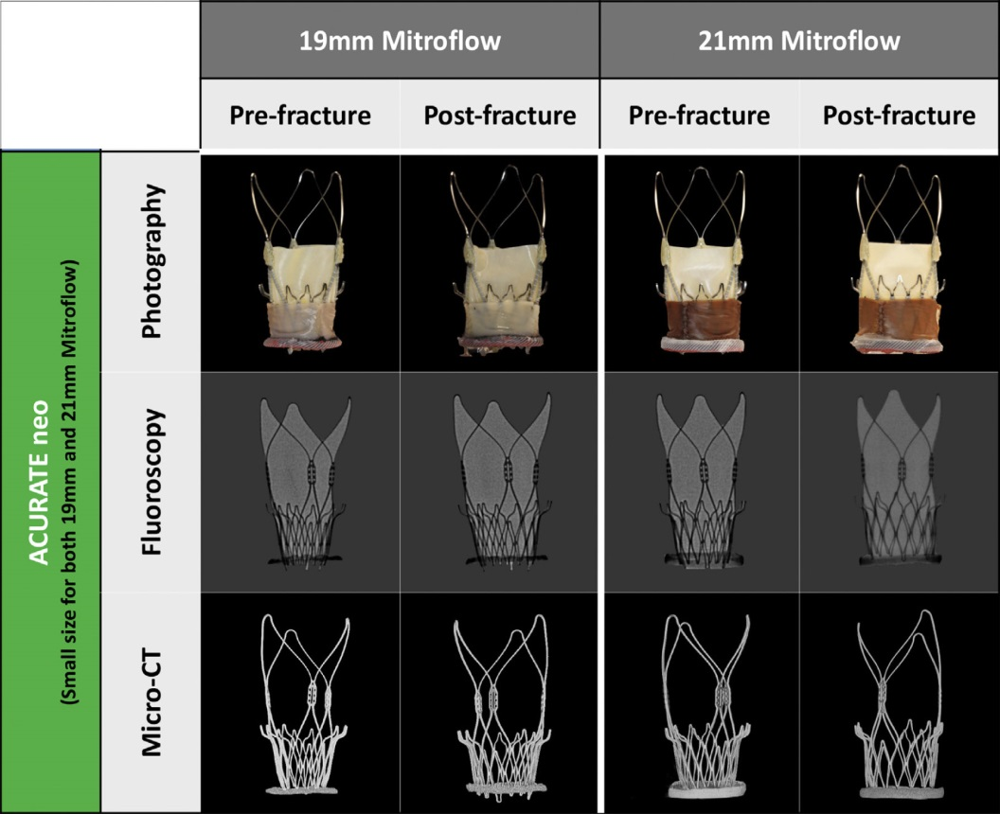 19mm Mitroflow
21mm Mitroflow
Pre-fracture
Post-fracture
Pre-fracture
Post-fracture
ACURATE neo
(Small size for both 19mm and 21mm Mitroflow)
Photography
Fluoroscopy
Micro-CT